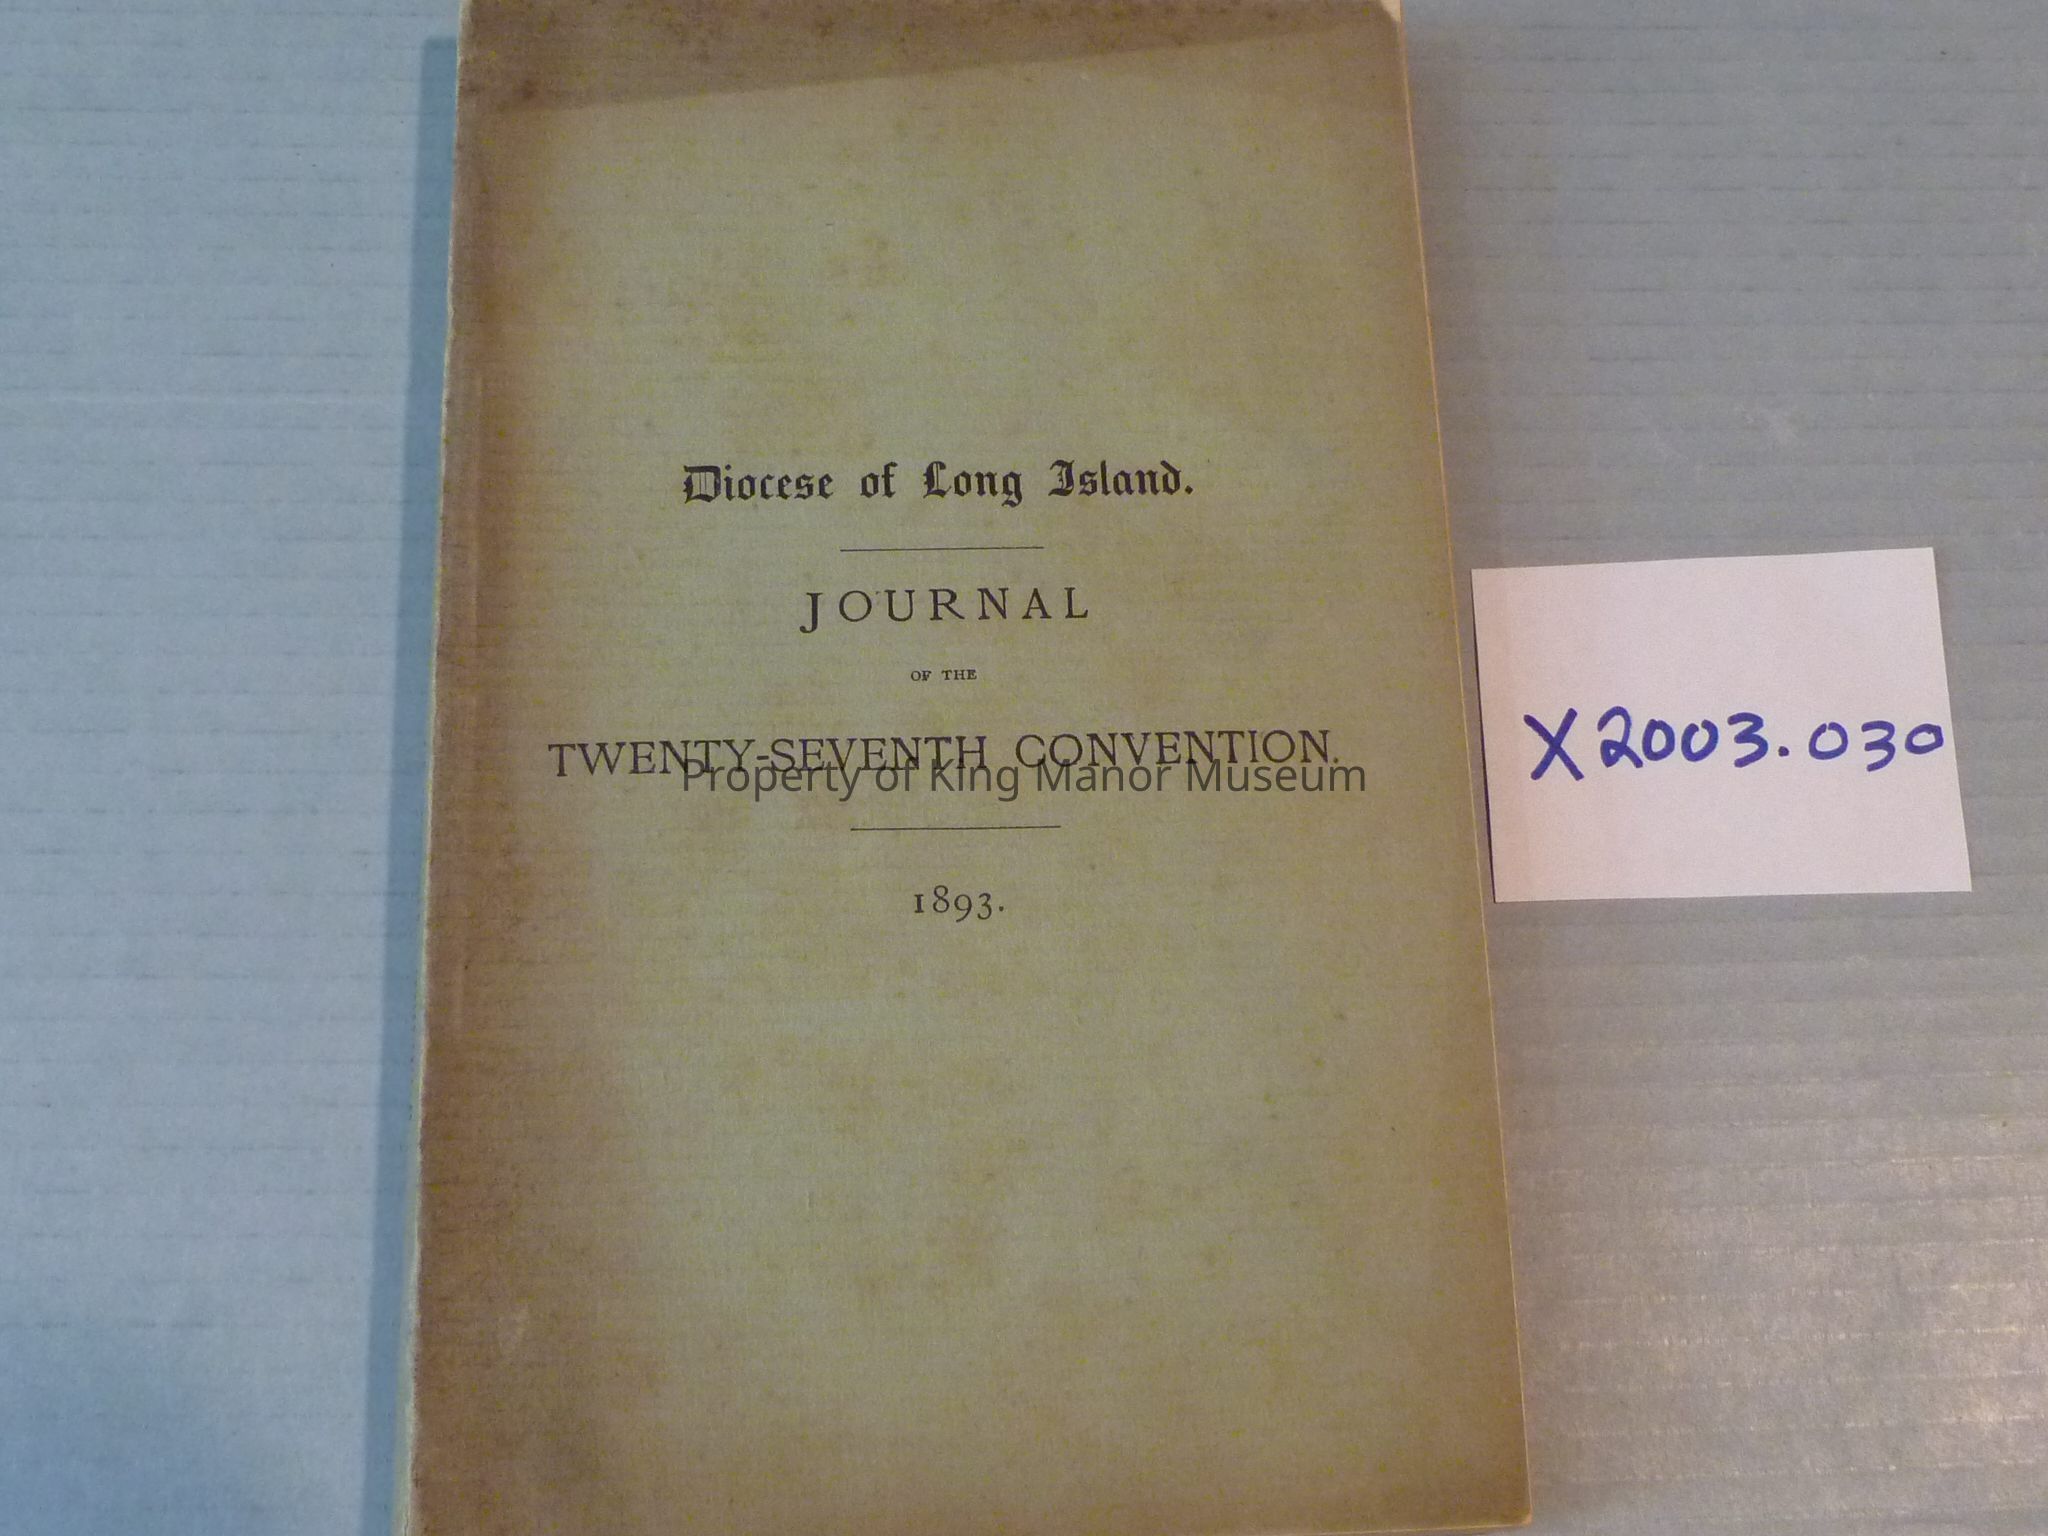 Diocese of Long Island.
JOURNAL
OF THE
TWENTY-SEVENTH CONVENTION.
Property of King Manor Museum
1893.
X2003.030